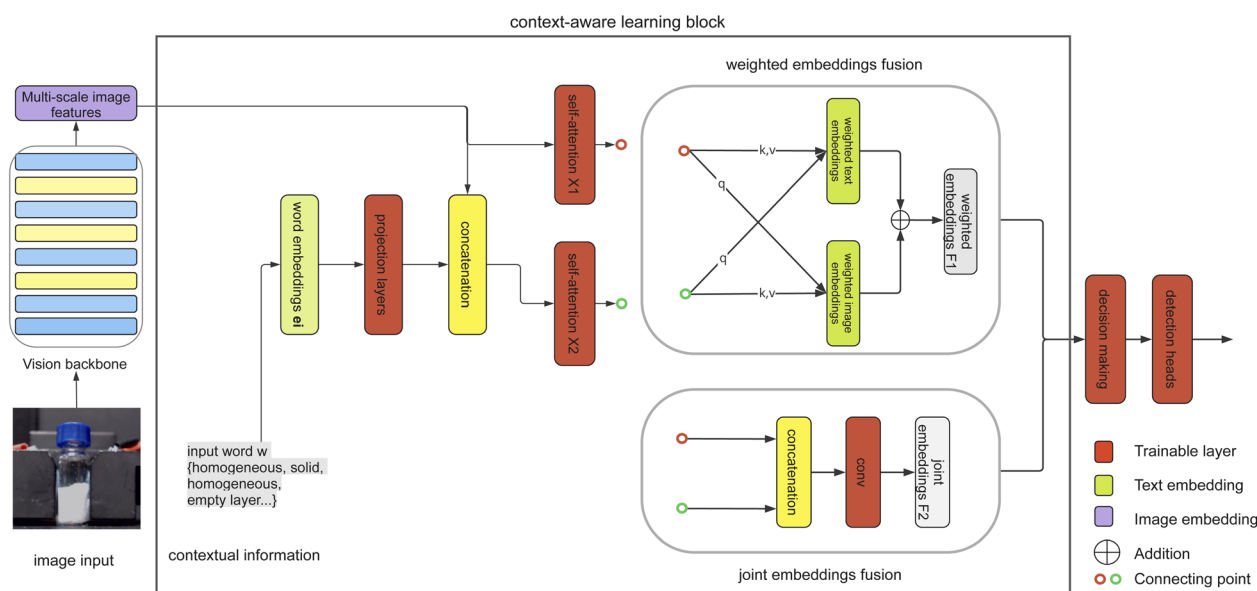 context-aware learning block
weighted embeddings fusion
Multi-scale image
features
self-attention X1
k,v
weighted text
embeddings
q
word embeddings ei
projection layers
concatenation
weighted
embeddings F1
q
self-attention X2
k,v
weighted image
embeddings
decision making
detection heads
Vision backbone
input word w
{homogeneous, solid,
homogeneous,
empty layer...}
concatenation
conv
joint
embeddings F2
image input
contextual information
joint embeddings fusion
Trainable layer
Text embedding
Image embedding
Addition
Connecting point